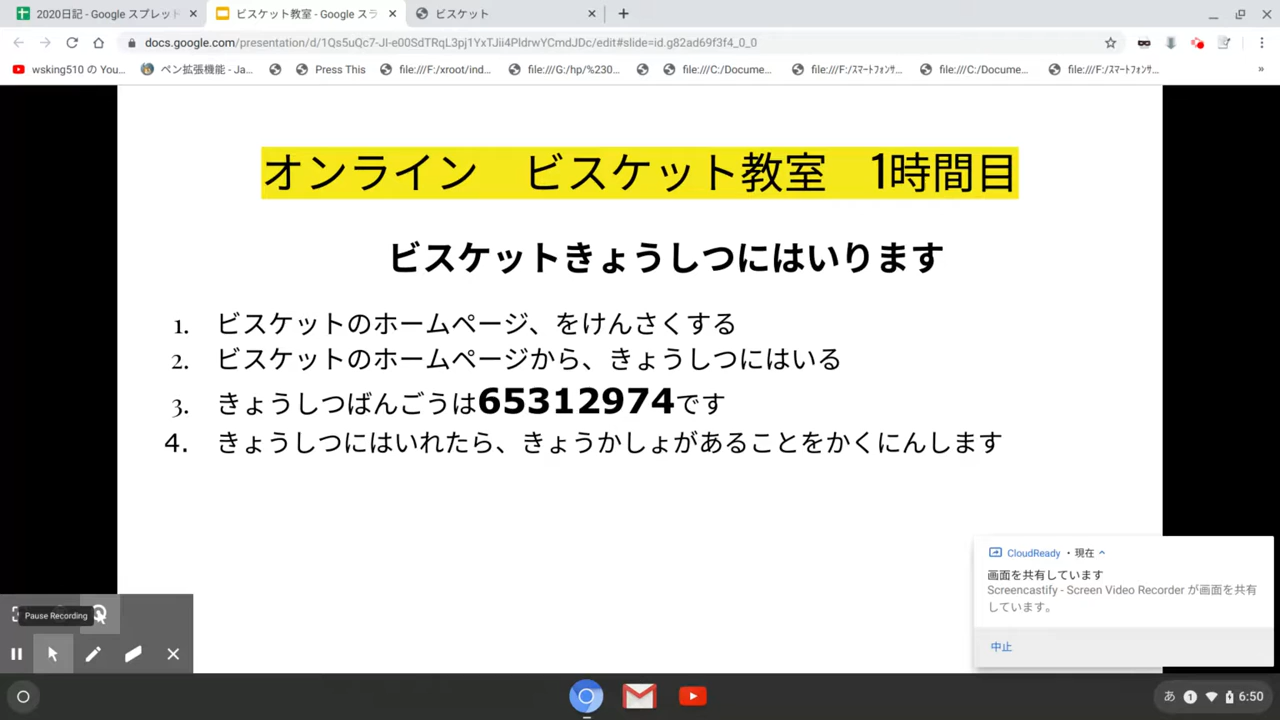 2020日記 - Google スプレッド
ビスケット教室 - Google スラ
ビスケット
docs.google.com/presentation/d/1Qs5uQc7-JI-e00SdTRqL3pj1YxTJii4PldrwYCmdJDc/edit#slide=id.g82ad69f3f4_0_0
wsking510 の You...
ペン拡張機能 - Ja...
Press This
file:///F:/xroot/ind...
file:///G:/hp/%230...
file:///C:/Docume...
file:///F:/ｽﾏｰﾄﾌｫﾝｻ...
file:///C:/Docume...
file:///F:/ｽﾏｰﾄﾌｫﾝｻ...
»
オンライン　ビスケット教室　1時間目
ビスケットきょうしつにはいります
1. ビスケットのホームページ、をけんさくする
2. ビスケットのホームページから、きょうしつにはいる
3. きょうしつばんごうは65312974です
4. きょうしつにはいれたら、きょうかしょがあることをかくにんします
CloudReady • 現在
画面を共有しています
Screencastify - Screen Video Recorder が画面を共有
しています。
中止
Pause Recording
あ 1 6:50